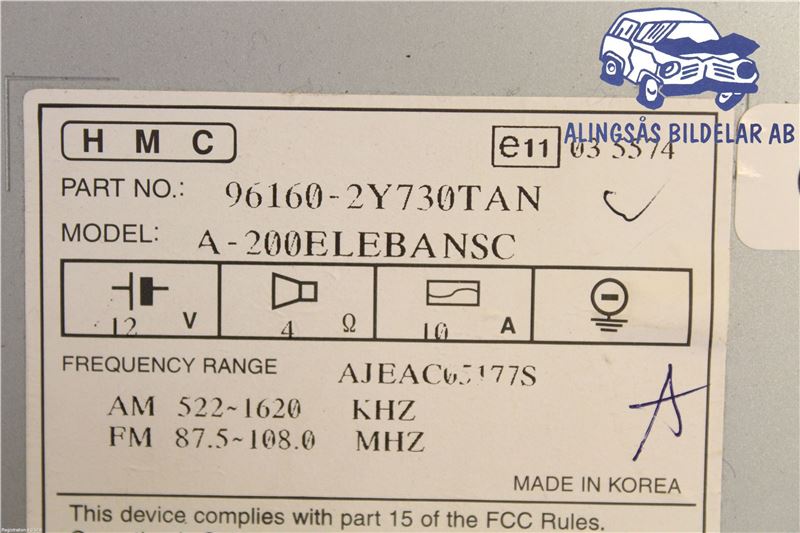 ALINGSÅS BILDELAR AB
HMC
e11 03 5574
PART NO.: 96160-2Y730TAN
MODEL: A-200ELEBANSC
12 V 4 Ω 10 A
FREQUENCY RANGE AJEAC05177S
AM 522~1620 KHZ
FM 87.5~108.0 MHZ
A
MADE IN KOREA
This device complies with part 15 of the FCC Rules.